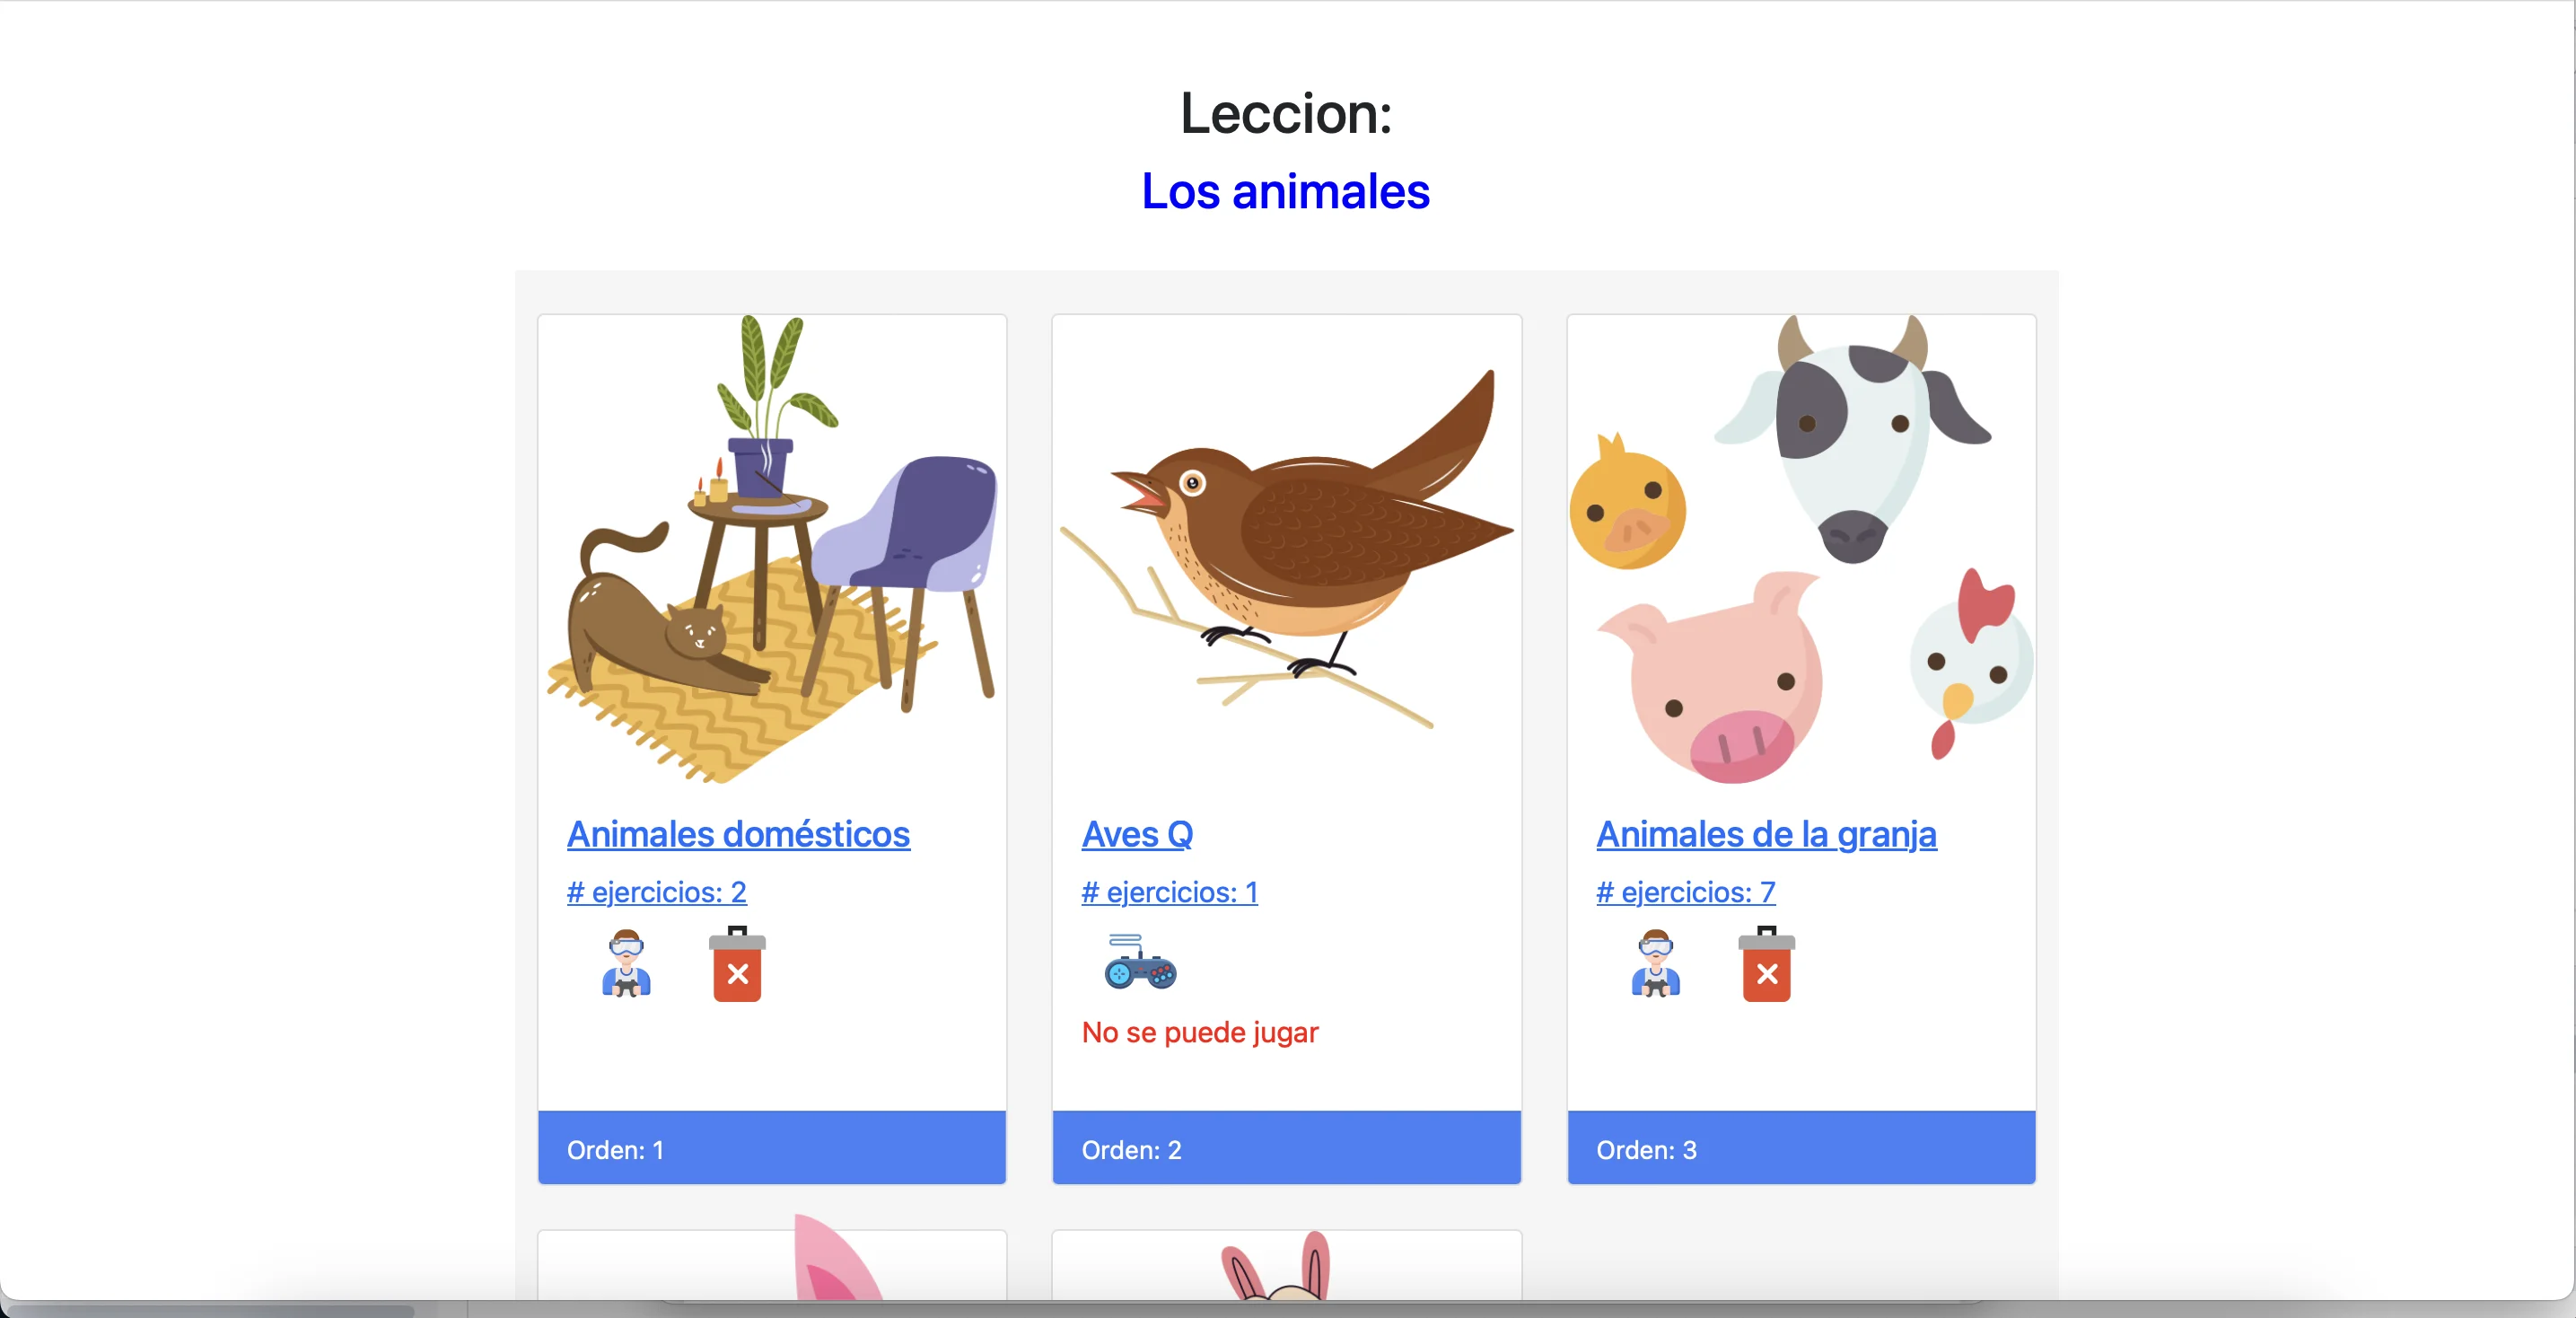 Leccion:
Los animales
Animales domésticos
# ejercicios: 2
Orden: 1
Aves Q
# ejercicios: 1
No se puede jugar
Orden: 2
Animales de la granja
# ejercicios: 7
Orden: 3